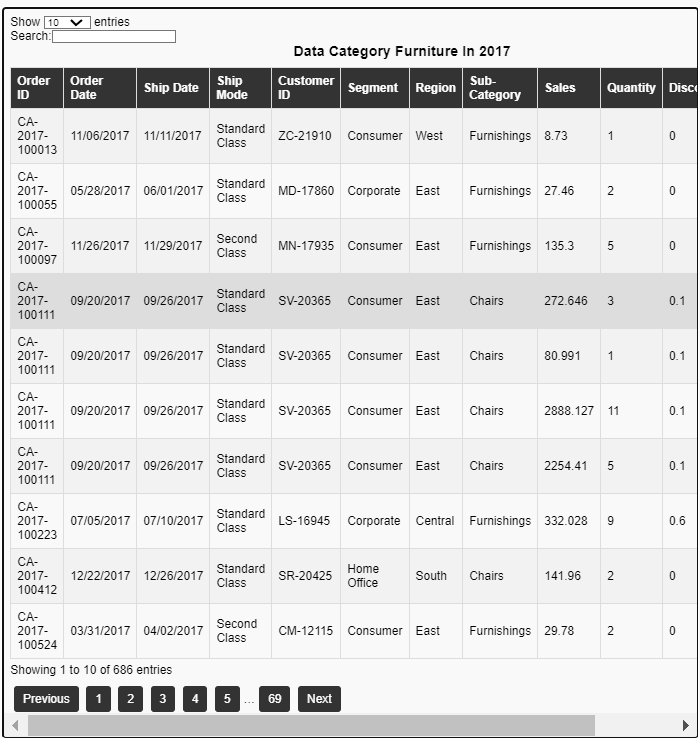 Show 10 entries
Search:
Data Category Furniture In 2017
Order ID Order Date Ship Date Ship Mode Customer ID Segment Region Sub-Category Sales Quantity Disc
CA-2017-100013 11/06/2017 11/11/2017 Standard Class ZC-21910 Consumer West Furnishings 8.73 1 0
CA-2017-100055 05/28/2017 06/01/2017 Standard Class MD-17860 Corporate East Furnishings 27.46 2 0
CA-2017-100097 11/26/2017 11/29/2017 Second Class MN-17935 Consumer East Furnishings 135.3 5 0
CA-2017-100111 09/20/2017 09/26/2017 Standard Class SV-20365 Consumer East Chairs 272.646 3 0.1
CA-2017-100111 09/20/2017 09/26/2017 Standard Class SV-20365 Consumer East Chairs 80.991 1 0.1
CA-2017-100111 09/20/2017 09/26/2017 Standard Class SV-20365 Consumer East Chairs 2888.127 11 0.1
CA-2017-100111 09/20/2017 09/26/2017 Standard Class SV-20365 Consumer East Chairs 2254.41 5 0.1
CA-2017-100223 07/05/2017 07/10/2017 Standard Class LS-16945 Corporate Central Furnishings 332.028 9 0.6
CA-2017-100412 12/22/2017 12/26/2017 Standard Class SR-20425 Home Office South Chairs 141.96 2 0
CA-2017-100524 03/31/2017 04/02/2017 Second Class CM-12115 Consumer East Furnishings 29.78 2 0
Showing 1 to 10 of 686 entries
Previous 1 2 3 4 5 ... 69 Next